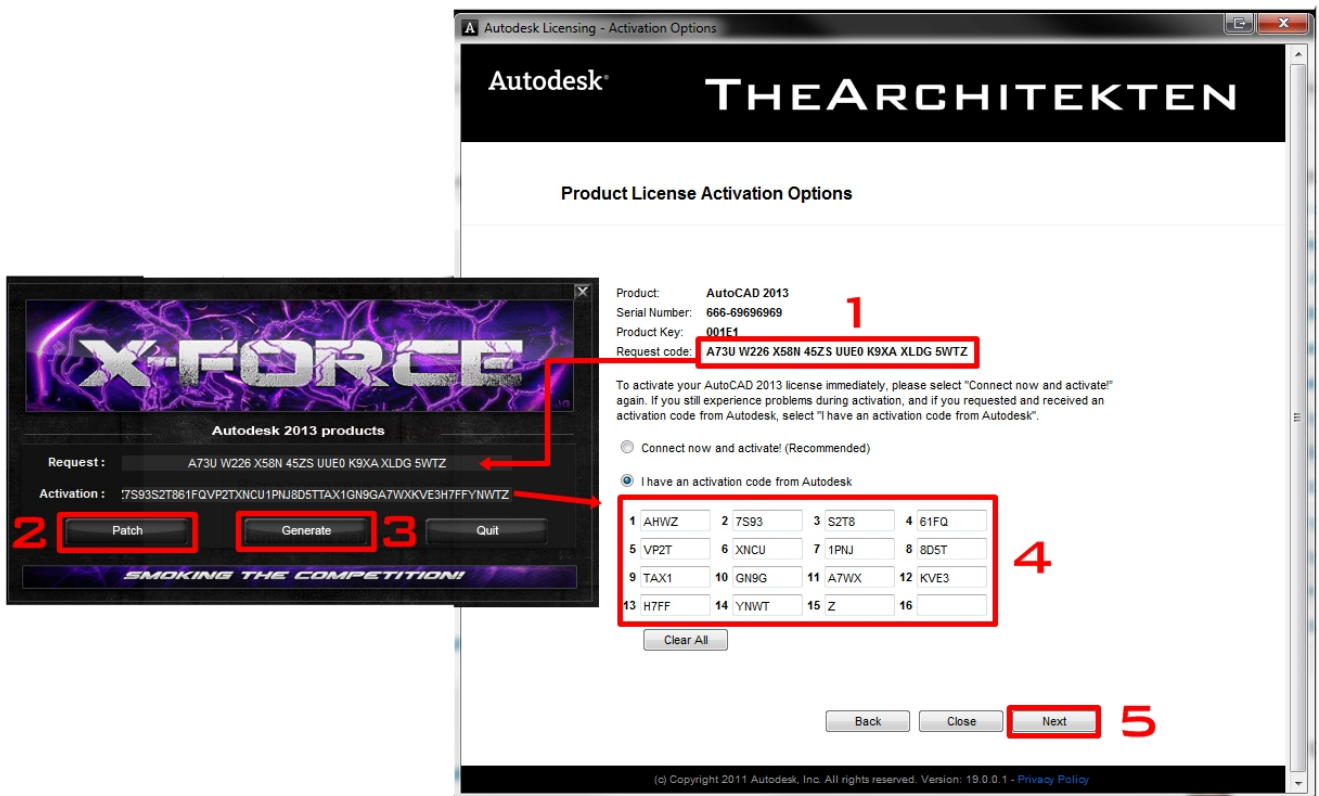 Autodesk Licensing - Activation Options
Autodesk
THEARCHITEKTEN
Product License Activation Options
Product: AutoCAD 2013
Serial Number: 666-69696969
Product Key: 001E1
1
Request code: A73U W226 X58N 45ZS UUE0 K9XA XLDG 5WTZ
To activate your AutoCAD 2013 license immediately, please select "Connect now and activate!"
again. If you still experience problems during activation, and if you requested and received an
activation code from Autodesk, select "I have an activation code from Autodesk".
Connect now and activate! (Recommended)
I have an activation code from Autodesk
1 AHWZ 2 7S93 3 S2T8 4 61FQ
5 VP2T 6 XNCU 7 1PNJ 8 8D5T
9 TAX1 10 GN9G 11 A7WX 12 KVE3
13 H7FF 14 YNWT 15 Z 16
4
Clear All
Back Close Next
5
(c) Copyright 2011 Autodesk, Inc. All rights reserved. Version: 19.0.0.1 - Privacy Policy
X-FORCE
Autodesk 2013 products
Request : A73U W226 X58N 45ZS UUE0 K9XA XLDG 5WTZ
Activation : 7S93S2T861FQVP2TXNCU1PNJ8D5TTAX1GN9GA7WXKVE3H7FFYNWTZ
2 Patch Generate 3 Quit
SMOKING THE COMPETITION!